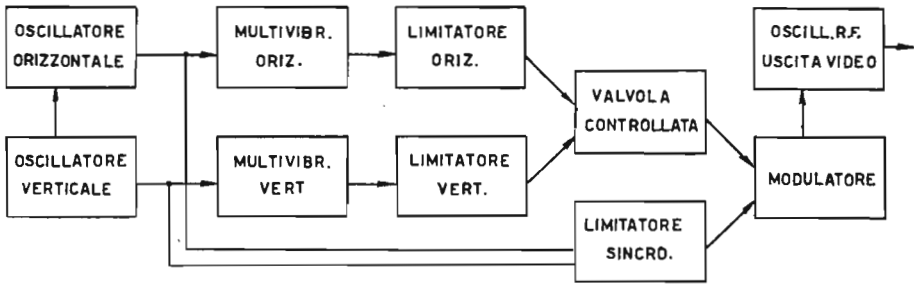 OSCILLATORE
ORIZZONTALE
MULTIVIBR.
ORIZ.
LIMITATORE
ORIZ.
OSCILL.R.F.
USCITA VIDEO
VALVOLA
CONTROLLATA
OSCILLATORE
VERTICALE
MULTIVIBR.
VERT
LIMITATORE
VERT.
MODULATORE
LIMITATORE
SINCRO.